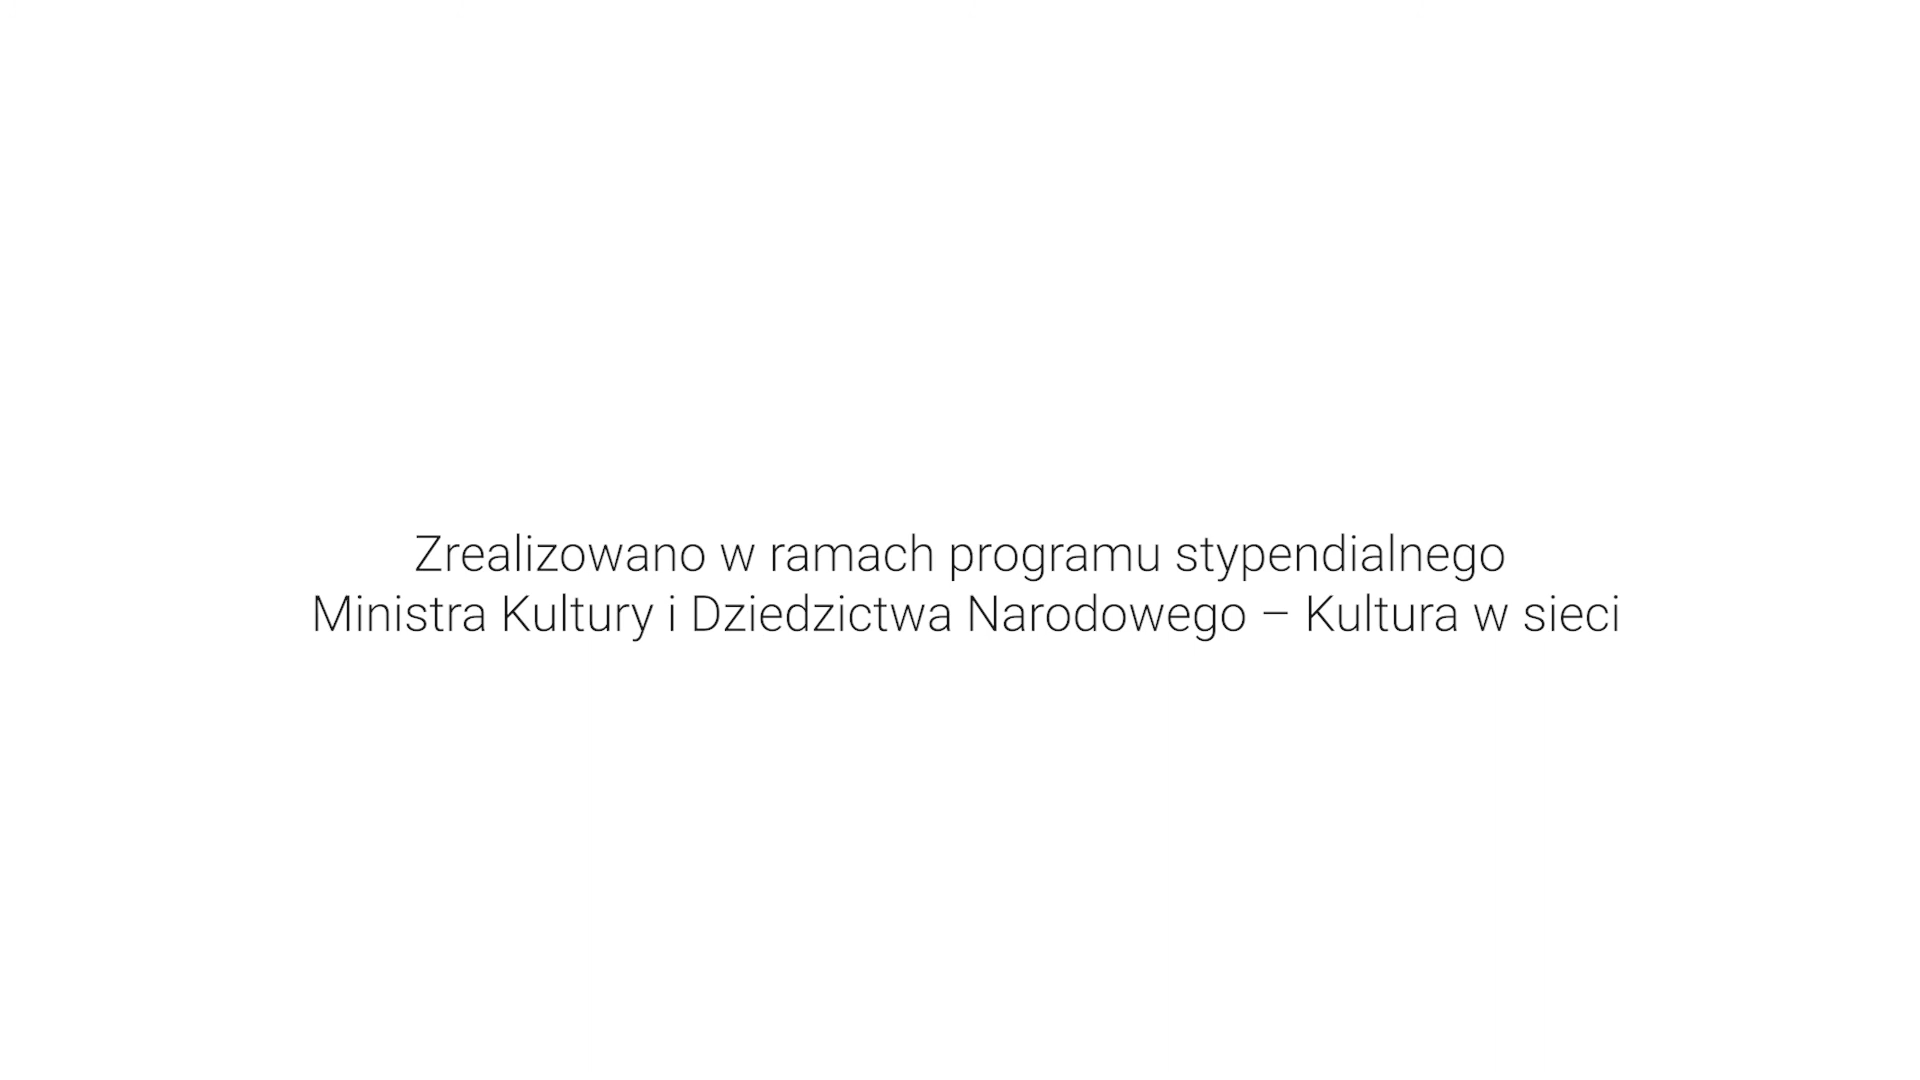 Zrealizowano w ramach programu stypendialnego
Ministra Kultury i Dziedzictwa Narodowego – Kultura w sieci